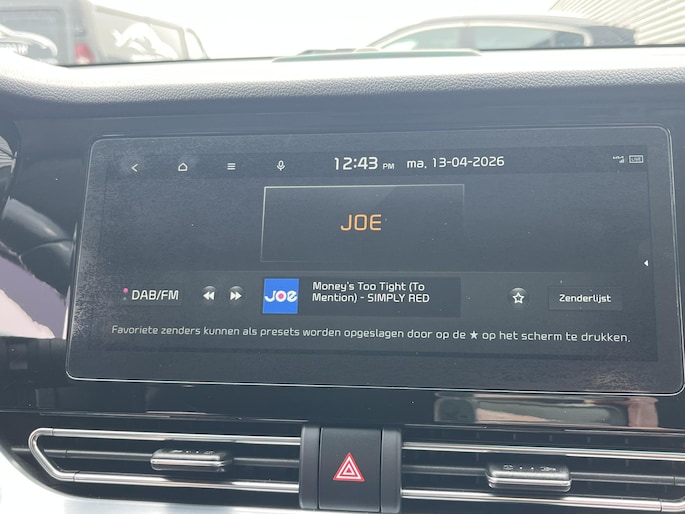 12:43 PM ma. 13-04-2026
LIVE
JOE
DAB/FM
Joe
Money's Too Tight (To
Mention) - SIMPLY RED
Zenderlijst
Favoriete zenders kunnen als presets worden opgeslagen door op de ★ op het scherm te drukken.